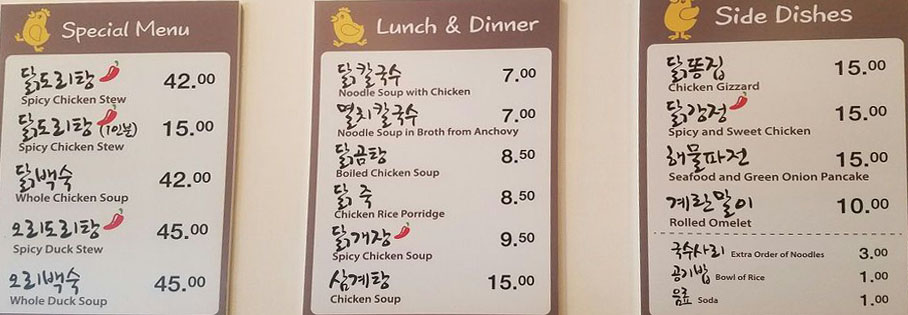 Special Menu
닭도리탕 42.00
Spicy Chicken Stew
닭도리탕 (1인분) 15.00
Spicy Chicken Stew
닭백숙 42.00
Whole Chicken Soup
오리도리탕 45.00
Spicy Duck Stew
오리백숙 45.00
Whole Duck Soup
Lunch & Dinner
닭칼국수 7.00
Noodle Soup with Chicken
멸치칼국수 7.00
Noodle Soup in Broth from Anchovy
닭곰탕 8.50
Boiled Chicken Soup
닭죽 8.50
Chicken Rice Porridge
닭개장 9.50
Spicy Chicken Soup
삼계탕 15.00
Chicken Soup
Side Dishes
닭똥집 15.00
Chicken Gizzard
닭강정 15.00
Spicy and Sweet Chicken
해물파전 15.00
Seafood and Green Onion Pancake
계란말이 10.00
Rolled Omelet
국수사리 Extra Order of Noodles 3.00
공기밥 Bowl of Rice 1.00
음료 Soda 1.00